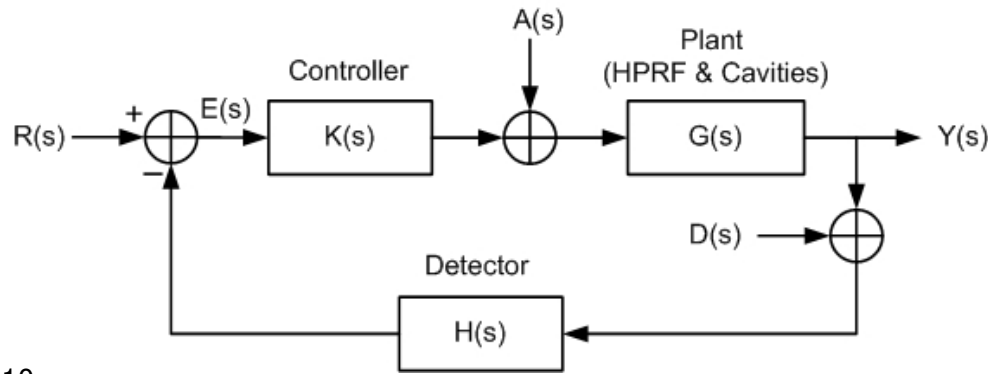 A(s)
Plant
(HPRF & Cavities)
Controller
+
E(s)
R(s)
K(s)
G(s)
Y(s)
−
D(s)
Detector
H(s)